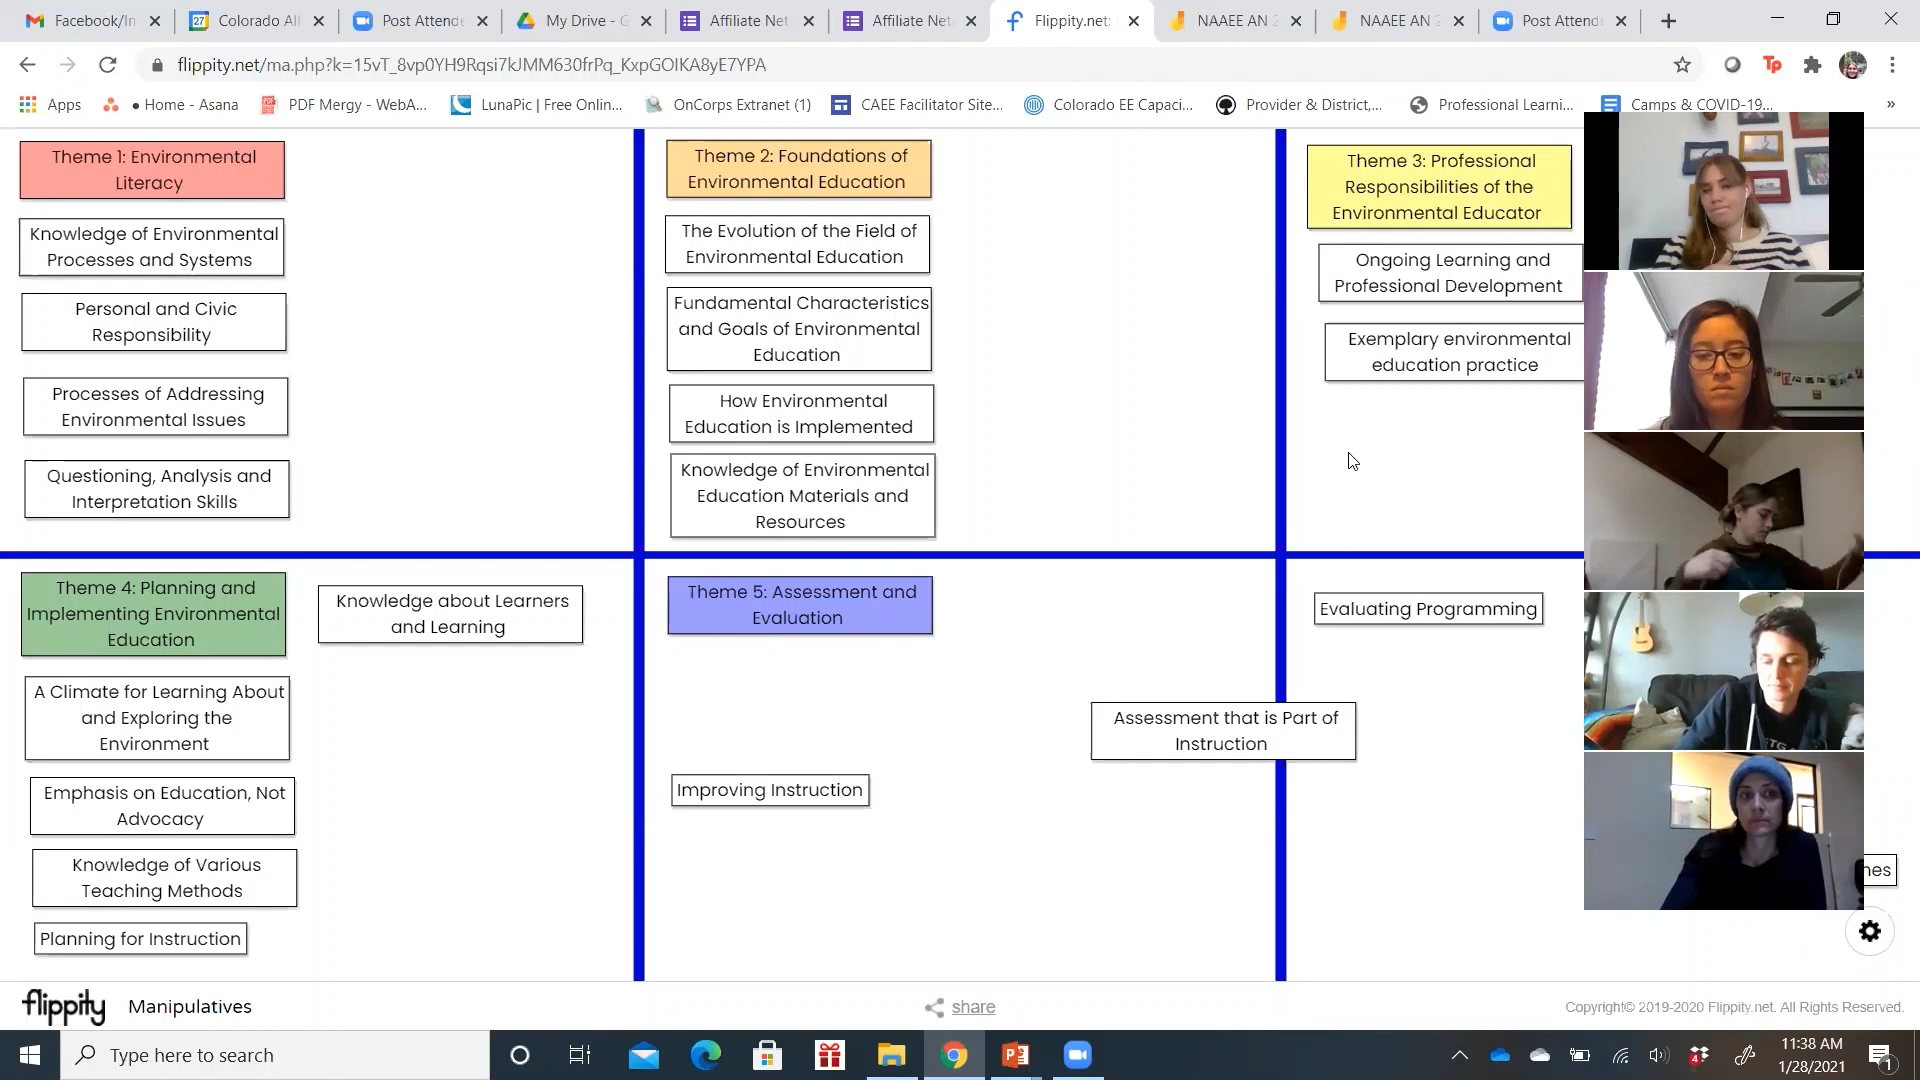 Facebook/In
Colorado Al
Post Attende
My Drive - G
Affiliate Net
Affiliate Net
Flippity.net:
NAAEE AN 2
NAAEE AN 2
Post Attend
flippity.net/ma.php?k=15vT_8vp0YH9Rqsi7kJMM630frPq_KxpGOIKA8yE7YPA
Apps
Home - Asana
PDF Mergy - WebA...
LunaPic | Free Onlin...
OnCorps Extranet (1)
CAEE Facilitator Site...
Colorado EE Capaci...
Provider & District,...
Professional Learni...
Camps & COVID-19...
Theme 1: Environmental
Literacy
Knowledge of Environmental
Processes and Systems
Personal and Civic
Responsibility
Processes of Addressing
Environmental Issues
Questioning, Analysis and
Interpretation Skills
Theme 2: Foundations of
Environmental Education
The Evolution of the Field of
Environmental Education
Fundamental Characteristics
and Goals of Environmental
Education
How Environmental
Education is Implemented
Knowledge of Environmental
Education Materials and
Resources
Theme 3: Professional
Responsibilities of the
Environmental Educator
Ongoing Learning and
Professional Development
Exemplary environmental
education practice
Theme 4: Planning and
Implementing Environmental
Education
Knowledge about Learners
and Learning
A Climate for Learning About
and Exploring the
Environment
Emphasis on Education, Not
Advocacy
Knowledge of Various
Teaching Methods
Planning for Instruction
Theme 5: Assessment and
Evaluation
Improving Instruction
Assessment that is Part of
Instruction
Evaluating Programming
flippity
Manipulatives
share
Copyright© 2019-2020 Flippity.net. All Rights Reserved.
Type here to search
11:38 AM
1/28/2021